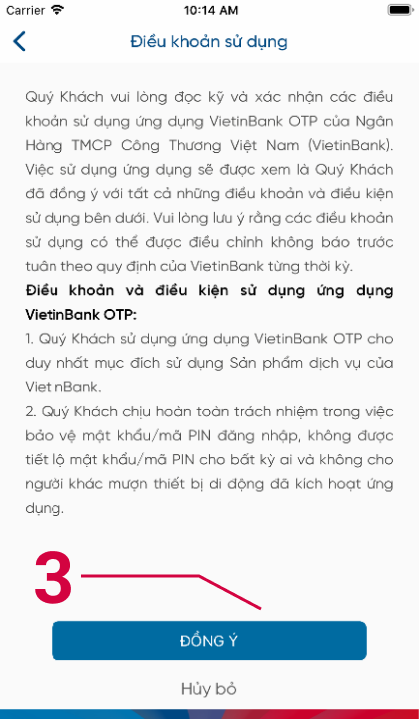 Carrier 10:14 AM
Điều khoản sử dụng
Quý Khách vui lòng đọc kỹ và xác nhận các điều
khoản sử dụng ứng dụng VietinBank OTP của Ngân
Hàng TMCP Công Thương Việt Nam (VietinBank).
Việc sử dụng ứng dụng sẽ được xem là Quý Khách
đã đồng ý với tất cả những điều khoản và điều kiện
sử dụng bên dưới. Vui lòng lưu ý rằng các điều khoản
sử dụng có thể được điều chỉnh không báo trước
tuân theo quy định của VietinBank từng thời kỳ.
Điều khoản và điều kiện sử dụng ứng dụng
VietinBank OTP:
1. Quý Khách sử dụng ứng dụng VietinBank OTP cho
duy nhất mục đích sử dụng Sản phẩm dịch vụ của
Viet nBank.
2. Quý Khách chịu hoàn toàn trách nhiệm trong việc
bảo vệ mật khẩu/mã PIN đăng nhập, không được
tiết lộ mật khẩu/mã PIN cho bất kỳ ai và không cho
người khác mượn thiết bị di động đã kích hoạt ứng
dụng.
3
ĐỒNG Ý
Hủy bỏ